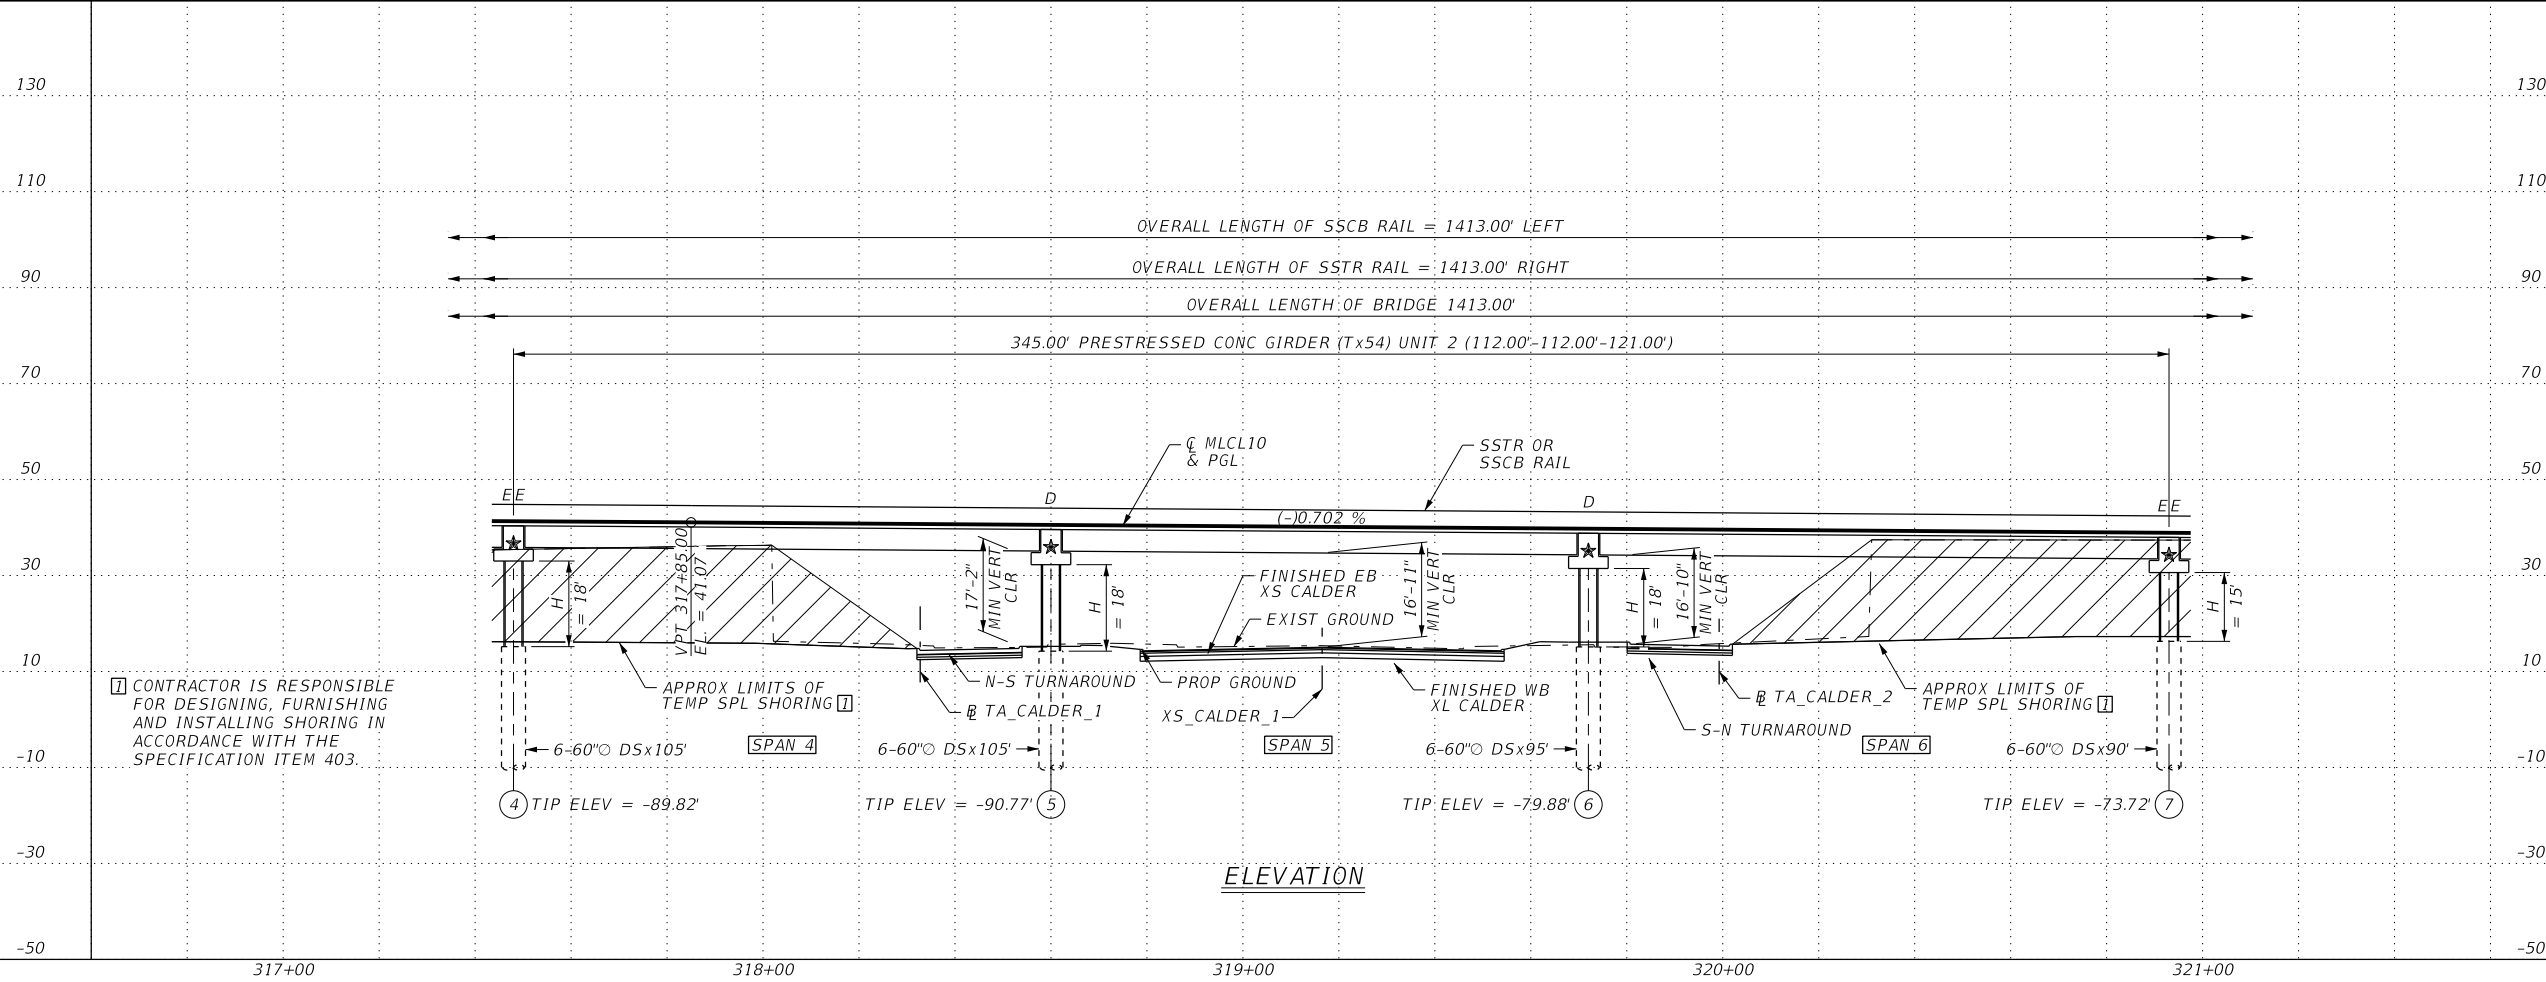 130
130
110
110
OVERALL LENGTH OF SSCB RAIL = 1413.00' LEFT
OVERALL LENGTH OF SSTR RAIL = 1413.00' RIGHT
90
90
OVERALL LENGTH OF BRIDGE 1413.00'
345.00' PRESTRESSED CONC GIRDER (Tx54) UNIT 2 (112.00'-112.00'-121.00')
70
70
℄ MLCL10
& PGL
SSTR OR
SSCB RAIL
50
50
EE
D
D
EE
(-)0.702 %
VPT 317+85.00
EL. = 41.07
30
30
H
= 18'
17'-2"
MIN VERT
CLR
H
= 18'
FINISHED EB
XS CALDER
EXIST GROUND
16'-11"
MIN VERT
CLR
H
= 18'
16'-10"
MIN VERT
CLR
H
= 15'
10
10
1 CONTRACTOR IS RESPONSIBLE
FOR DESIGNING, FURNISHING
AND INSTALLING SHORING IN
ACCORDANCE WITH THE
SPECIFICATION ITEM 403.
APPROX LIMITS OF
TEMP SPL SHORING 1
N-S TURNAROUND
BL TA_CALDER_1
PROP GROUND
XS_CALDER_1
FINISHED WB
XL CALDER
BL TA_CALDER_2
S-N TURNAROUND
APPROX LIMITS OF
TEMP SPL SHORING 1
-10
6-60"∅ DSx105'
SPAN 4
6-60"∅ DSx105'
SPAN 5
6-60"∅ DSx95'
SPAN 6
6-60"∅ DSx90'
-10
4 TIP ELEV = -89.82'
TIP ELEV = -90.77' 5
TIP ELEV = -79.88' 6
TIP ELEV = -73.72' 7
-30
-30
ELEVATION
-50
-50
317+00
318+00
319+00
320+00
321+00